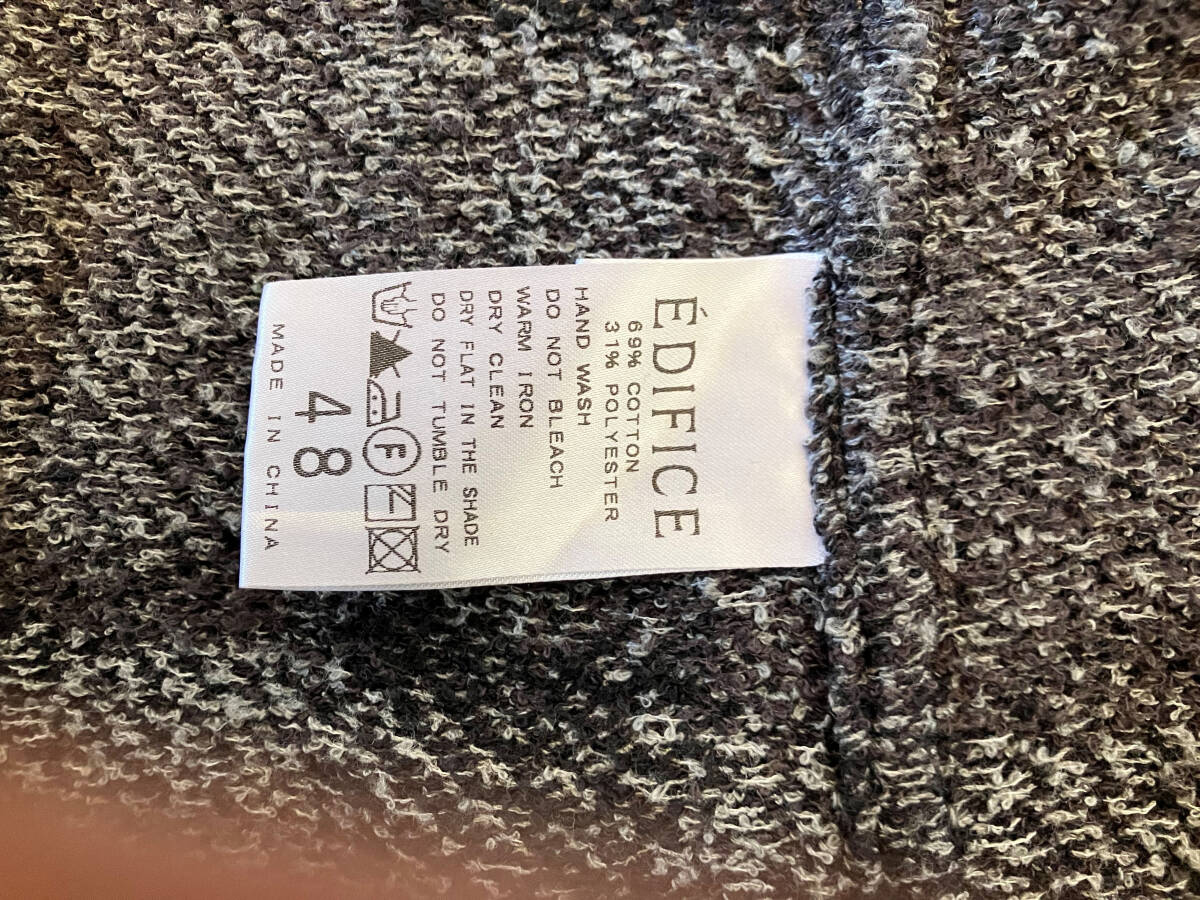 ÉDIFICE
69% COTTON
31% POLYESTER
HAND WASH
DO NOT BLEACH
WARM IRON
DRY CLEAN
DRY FLAT IN THE SHADE
DO NOT TUMBLE DRY
F
48
MADE IN CHINA